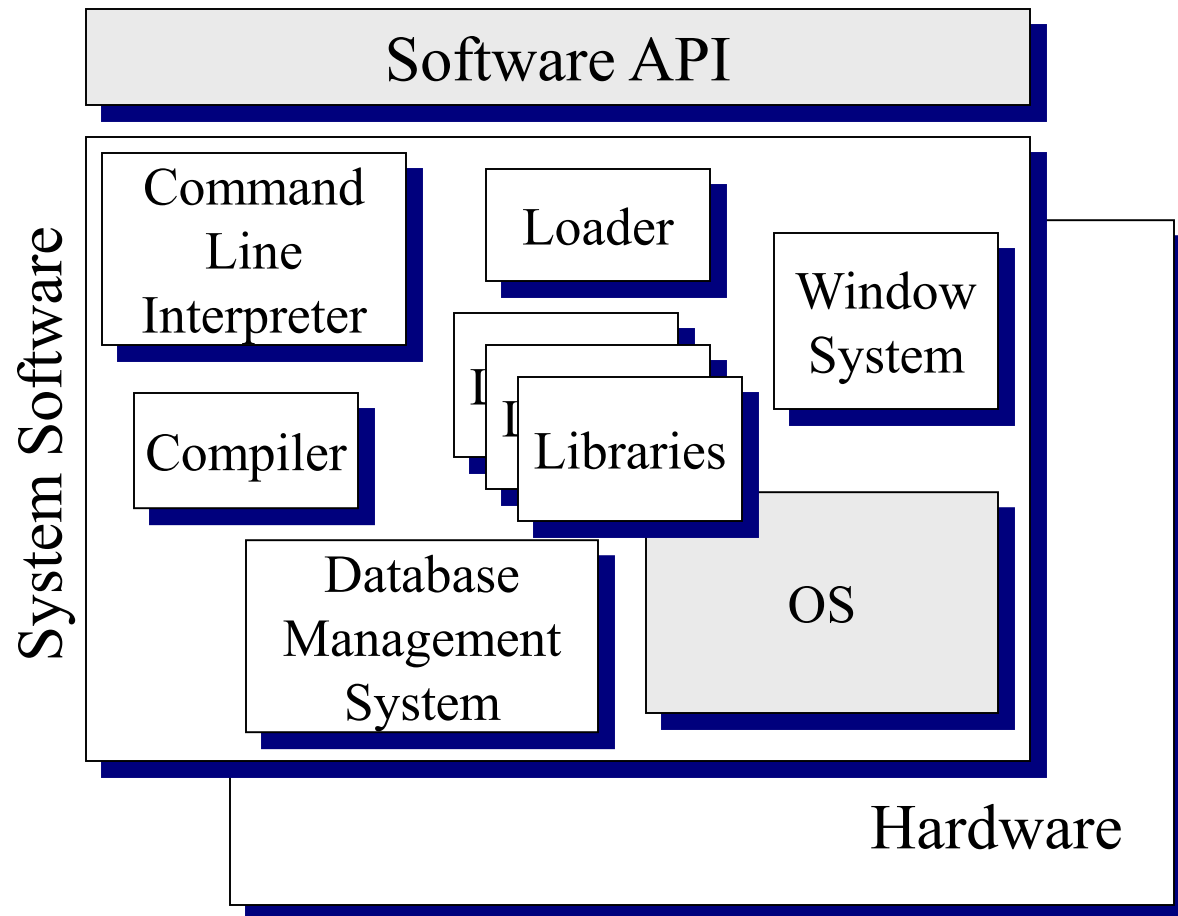 Software API
System Software
Command
Line
Interpreter
Loader
Window
System
Compiler
Libraries
Database
Management
System
OS
Hardware